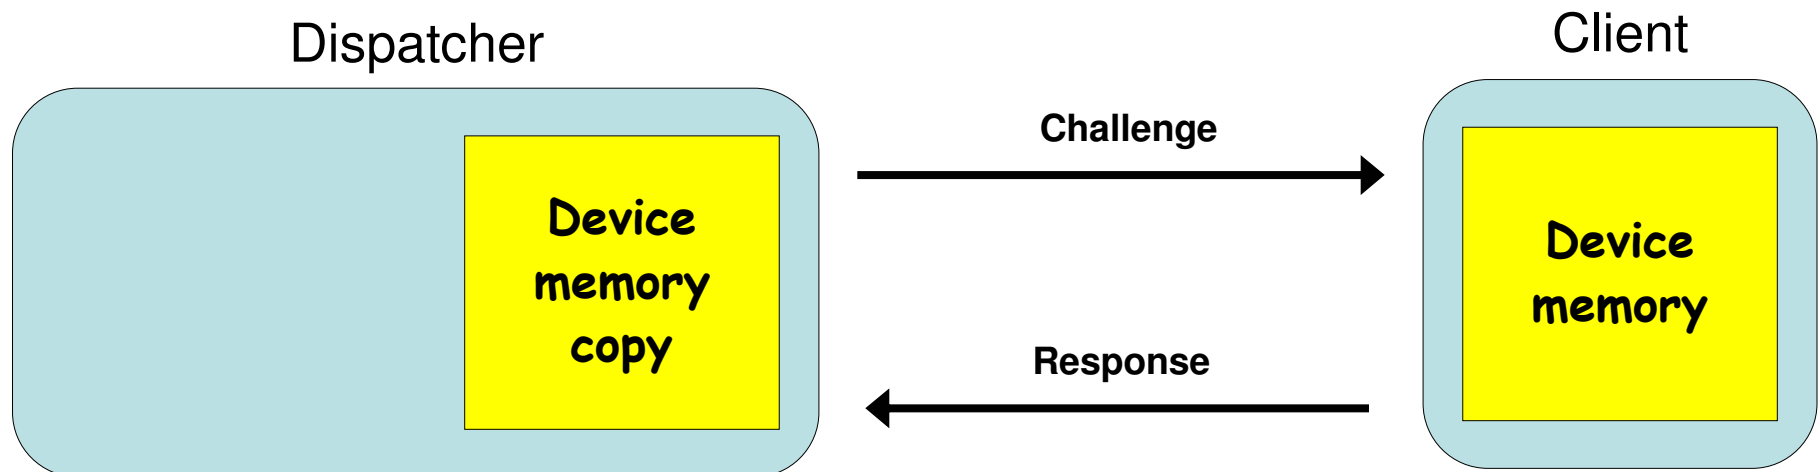 Dispatcher
Client
Challenge
Device
memory
copy
Device
memory
Response